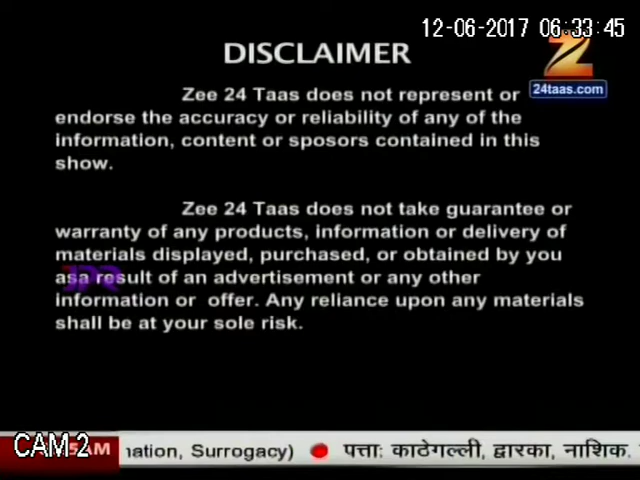 12-06-2017 06:33:45
DISCLAIMER
24taas.com
Zee 24 Taas does not represent or
endorse the accuracy or reliability of any of the
information, content or sposors contained in this
show.
Zee 24 Taas does not take guarantee or
warranty of any products, information or delivery of
materials displayed, purchased, or obtained by you
asa result of an advertisement or any other
information or offer. Any reliance upon any materials
shall be at your sole risk.
CAM 2
AM
nation, Surrogacy)
पत्ता: काठेगल्ली, द्वारका, नाशिक.